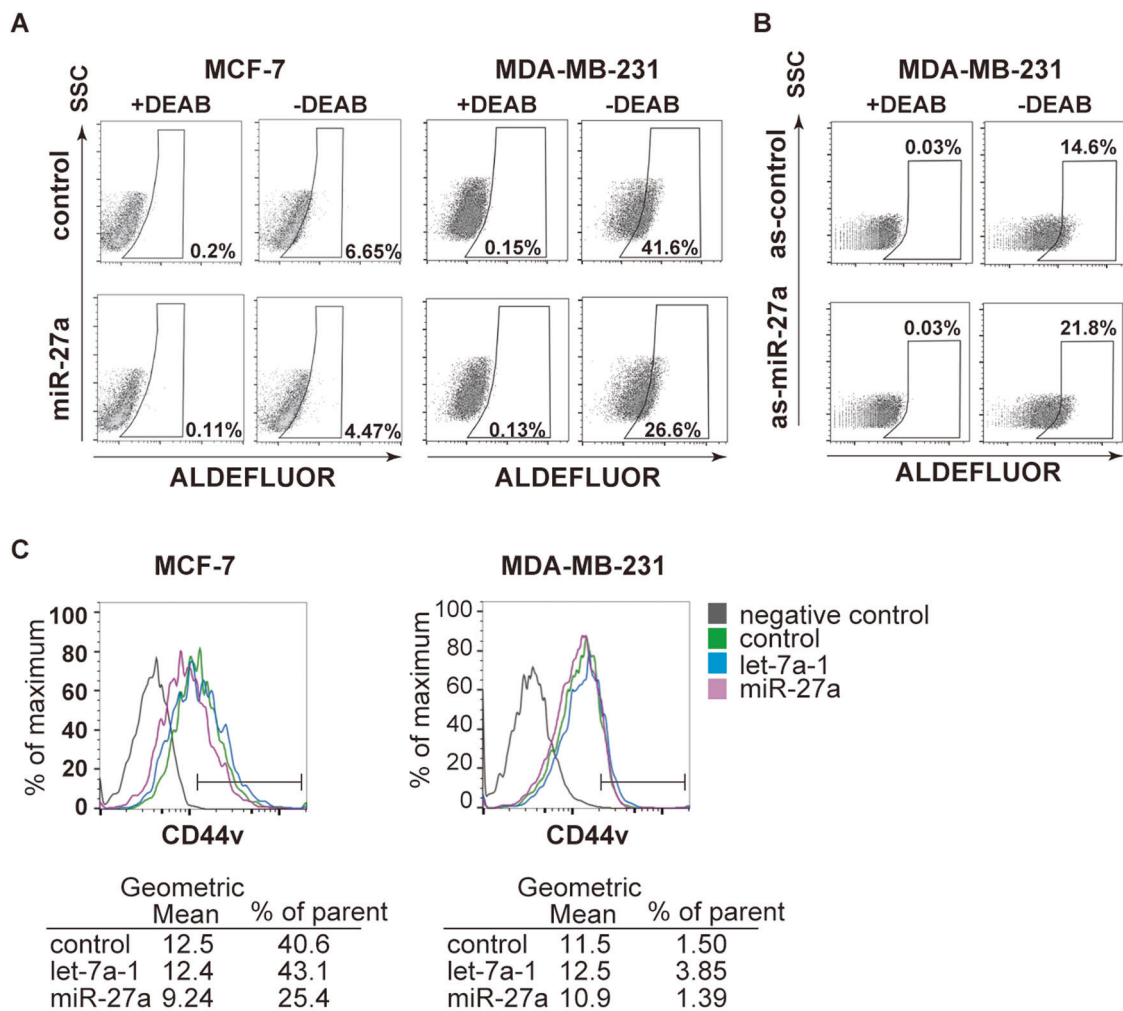 A
MCF-7
MDA-MB-231
SSC
+DEAB
-DEAB
+DEAB
-DEAB
control
0.2%
6.65%
0.15%
41.6%
miR-27a
0.11%
4.47%
0.13%
26.6%
ALDEFLUOR
ALDEFLUOR
B
MDA-MB-231
SSC
+DEAB
-DEAB
as-control
0.03%
14.6%
as-miR-27a
0.03%
21.8%
ALDEFLUOR
C
MCF-7
% of maximum
100
80
60
40
20
0
CD44v
MDA-MB-231
% of maximum
100
80
60
40
20
0
CD44v
negative control
control
let-7a-1
miR-27a
Geometric
Mean % of parent
control 12.5 40.6
let-7a-1 12.4 43.1
miR-27a 9.24 25.4
Geometric
Mean % of parent
control 11.5 1.50
let-7a-1 12.5 3.85
miR-27a 10.9 1.39